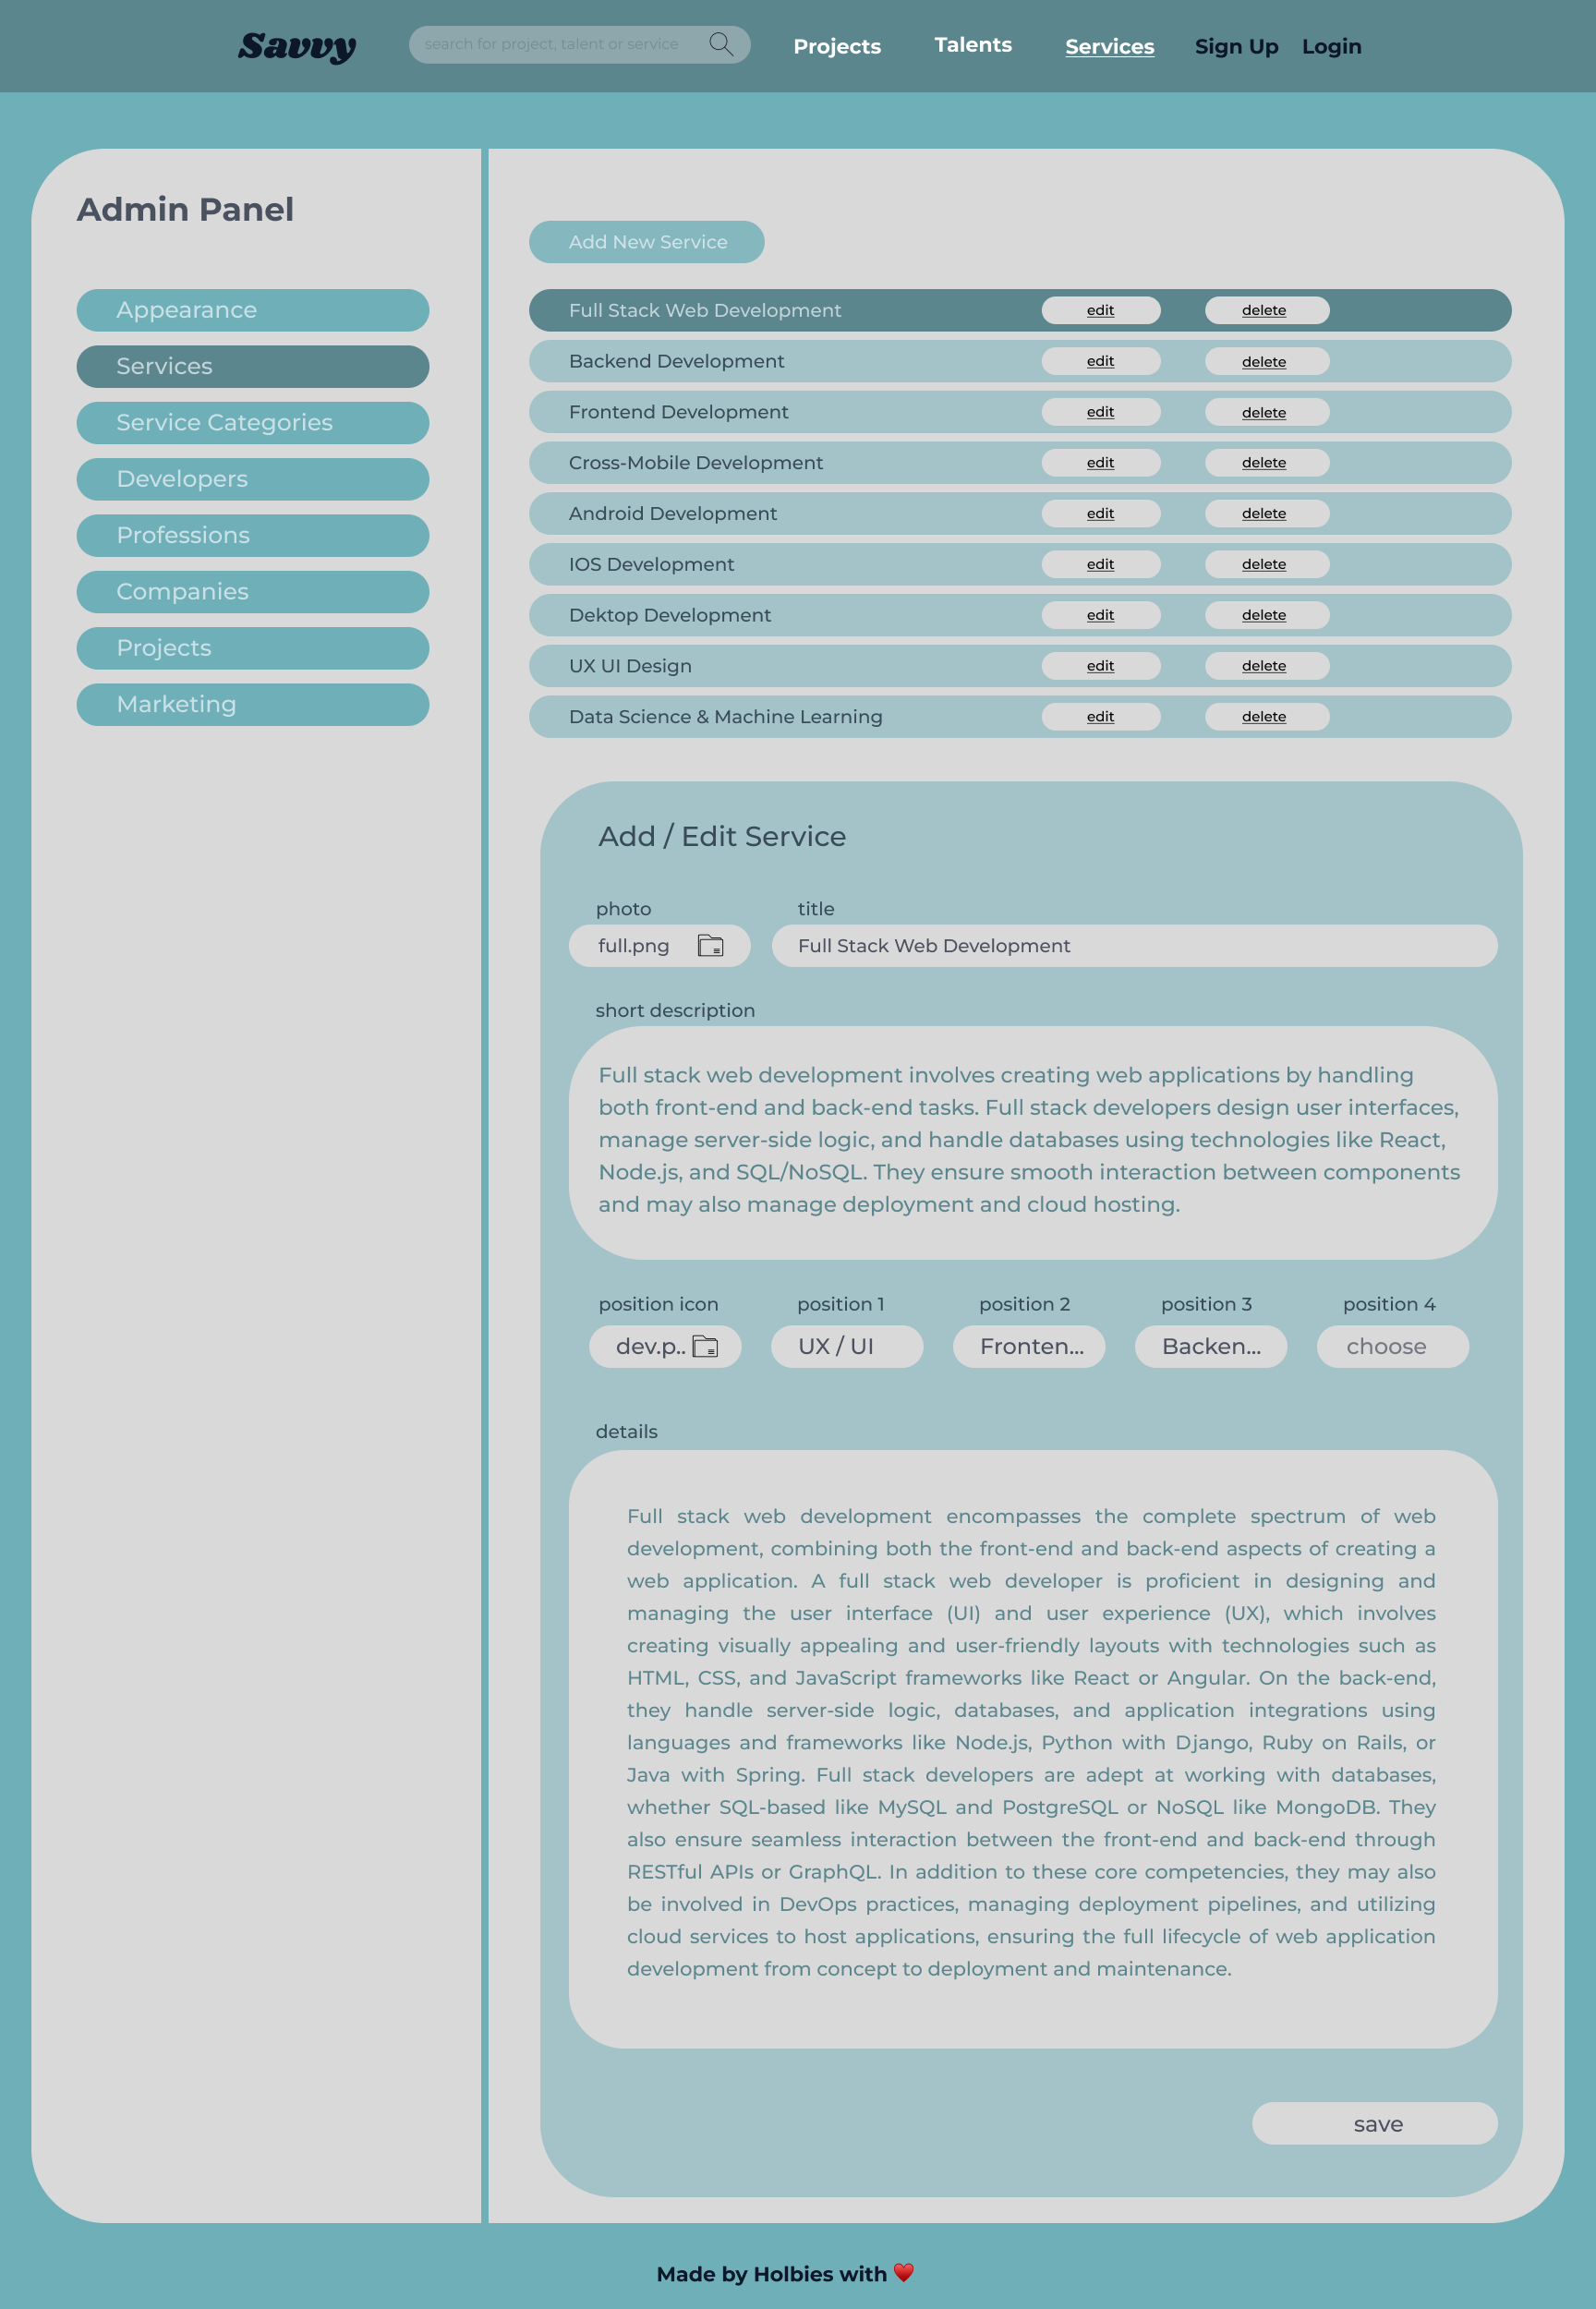 Savvy
search for project, talent or service
Projects
Talents
Services
Sign Up
Login
Admin Panel
Appearance
Services
Service Categories
Developers
Professions
Companies
Projects
Marketing
Add New Service
Full Stack Web Development edit delete
Backend Development edit delete
Frontend Development edit delete
Cross-Mobile Development edit delete
Android Development edit delete
IOS Development edit delete
Dektop Development edit delete
UX UI Design edit delete
Data Science & Machine Learning edit delete
Add / Edit Service
photo title
full.png Full Stack Web Development
short description
Full stack web development involves creating web applications by handling
both front-end and back-end tasks. Full stack developers design user interfaces,
manage server-side logic, and handle databases using technologies like React,
Node.js, and SQL/NoSQL. They ensure smooth interaction between components
and may also manage deployment and cloud hosting.
position icon position 1 position 2 position 3 position 4
dev.p.. UX / UI Fronten... Backen... choose
details
Full stack web development encompasses the complete spectrum of web
development, combining both the front-end and back-end aspects of creating a
web application. A full stack web developer is proficient in designing and
managing the user interface (UI) and user experience (UX), which involves
creating visually appealing and user-friendly layouts with technologies such as
HTML, CSS, and JavaScript frameworks like React or Angular. On the back-end,
they handle server-side logic, databases, and application integrations using
languages and frameworks like Node.js, Python with Django, Ruby on Rails, or
Java with Spring. Full stack developers are adept at working with databases,
whether SQL-based like MySQL and PostgreSQL or NoSQL like MongoDB. They
also ensure seamless interaction between the front-end and back-end through
RESTful APIs or GraphQL. In addition to these core competencies, they may also
be involved in DevOps practices, managing deployment pipelines, and utilizing
cloud services to host applications, ensuring the full lifecycle of web application
development from concept to deployment and maintenance.
save
Made by Holbies with ♥️